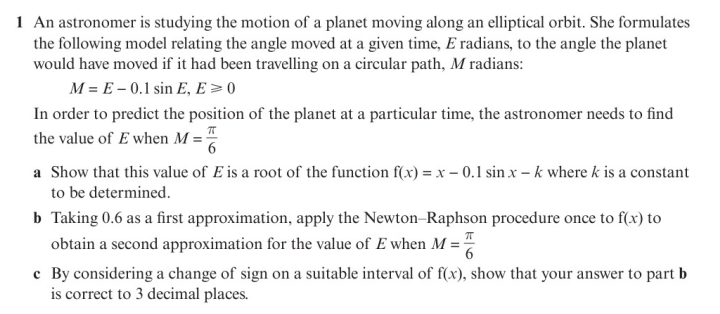 1 An astronomer is studying the motion of a planet moving along an elliptical orbit. She formulates
the following model relating the angle moved at a given time, E radians, to the angle the planet
would have moved if it had been travelling on a circular path, M radians:
M = E – 0.1 sin E, E ⩾ 0
In order to predict the position of the planet at a particular time, the astronomer needs to find
the value of E when M = π/6
a Show that this value of E is a root of the function f(x) = x – 0.1 sin x – k where k is a constant
to be determined.
b Taking 0.6 as a first approximation, apply the Newton–Raphson procedure once to f(x) to
obtain a second approximation for the value of E when M = π/6
c By considering a change of sign on a suitable interval of f(x), show that your answer to part b
is correct to 3 decimal places.